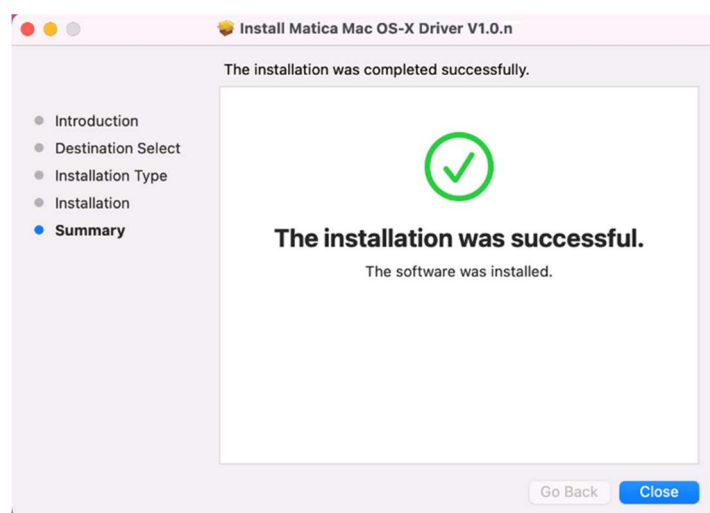 Install Matica Mac OS-X Driver V1.0.n
The installation was completed successfully.
Introduction
Destination Select
Installation Type
Installation
Summary
The installation was successful.
The software was installed.
Go Back
Close